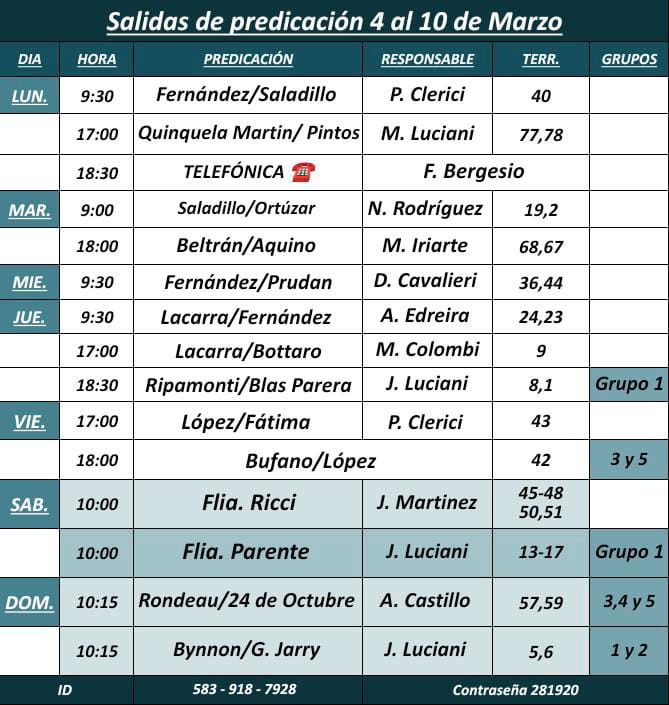 Salidas de predicación 4 al 10 de Marzo
DIA HORA PREDICACIÓN RESPONSABLE TERR. GRUPOS
LUN. 9:30 Fernández/Saladillo P. Clerici 40
17:00 Quinquela Martin/ Pintos M. Luciani 77,78
18:30 TELEFÓNICA ☎️ F. Bergesio
MAR. 9:00 Saladillo/Ortúzar N. Rodríguez 19,2
18:00 Beltrán/Aquino M. Iriarte 68,67
MIE. 9:30 Fernández/Prudan D. Cavalieri 36,44
JUE. 9:30 Lacarra/Fernández A. Edreira 24,23
17:00 Lacarra/Bottaro M. Colombi 9
18:30 Ripamonti/Blas Parera J. Luciani 8,1 Grupo 1
VIE. 17:00 López/Fátima P. Clerici 43
18:00 Bufano/López 42 3 y 5
SAB. 10:00 Flia. Ricci J. Martinez 45-48
50,51
10:00 Flia. Parente J. Luciani 13-17 Grupo 1
DOM. 10:15 Rondeau/24 de Octubre A. Castillo 57,59 3,4 y 5
10:15 Bynnon/G. Jarry J. Luciani 5,6 1 y 2
ID 583 - 918 - 7928 Contraseña 281920